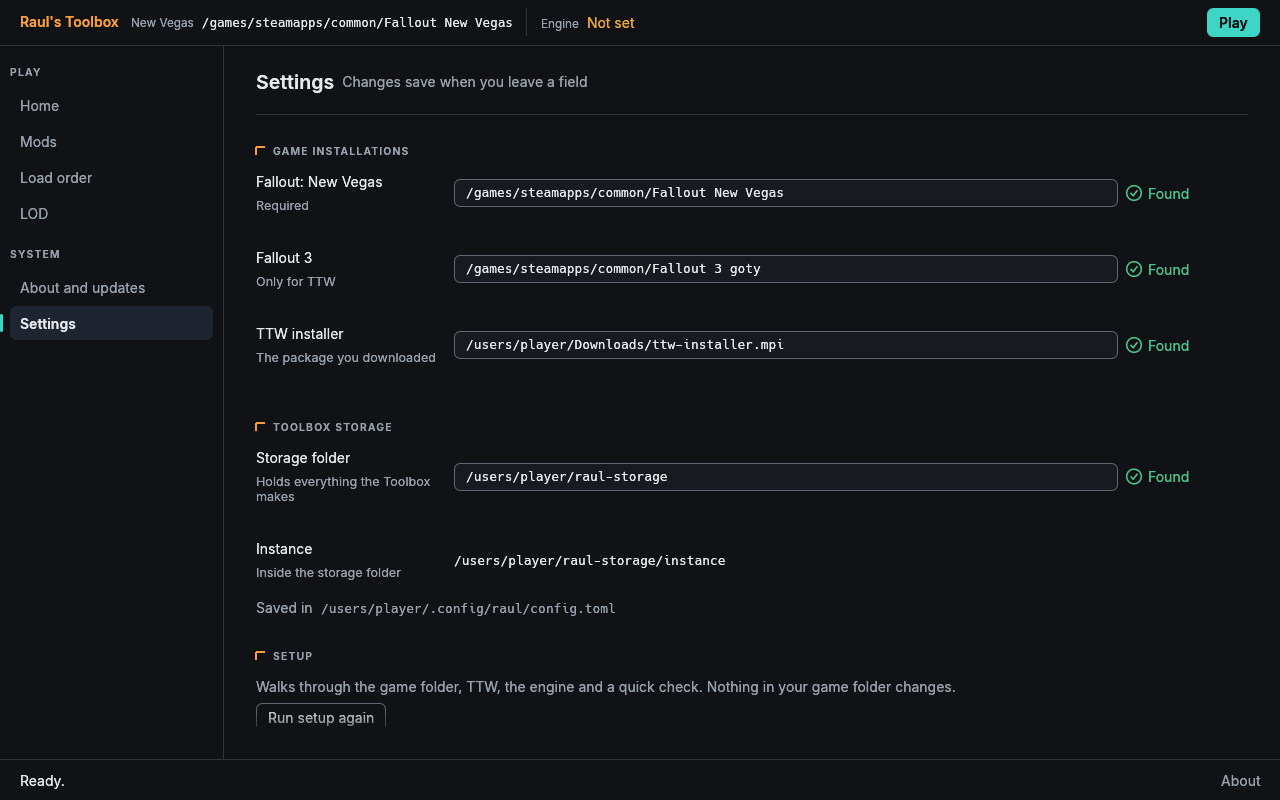 Raul's Toolbox New Vegas /games/steamapps/common/Fallout New Vegas Engine Not set Play
PLAY
Home
Mods
Load order
LOD
SYSTEM
About and updates
Settings
Settings Changes save when you leave a field
GAME INSTALLATIONS
Fallout: New Vegas
Required
/games/steamapps/common/Fallout New Vegas Found
Fallout 3
Only for TTW
/games/steamapps/common/Fallout 3 goty Found
TTW installer
The package you downloaded
/users/player/Downloads/ttw-installer.mpi Found
TOOLBOX STORAGE
Storage folder
Holds everything the Toolbox
makes
/users/player/raul-storage Found
Instance
Inside the storage folder
/users/player/raul-storage/instance
Saved in /users/player/.config/raul/config.toml
SETUP
Walks through the game folder, TTW, the engine and a quick check. Nothing in your game folder changes.
Run setup again
Ready. About